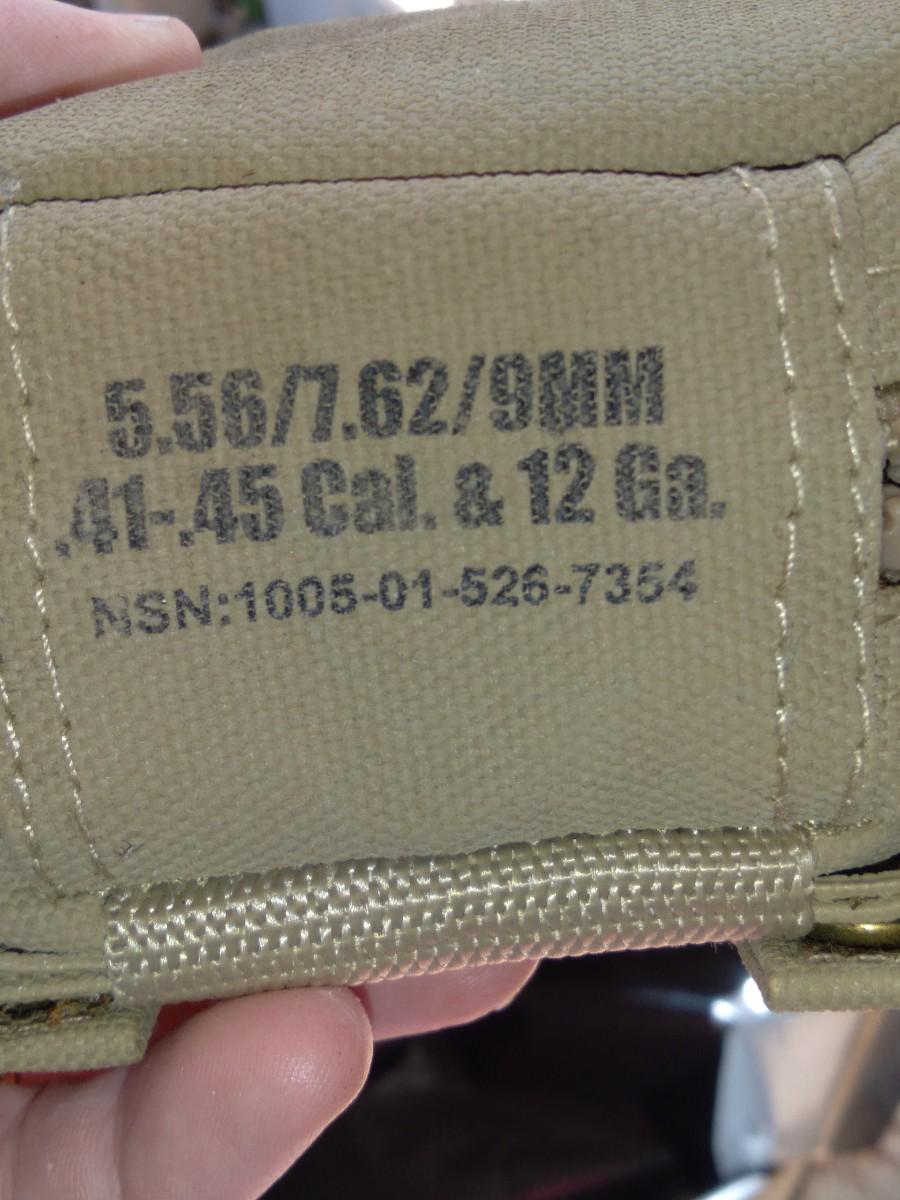 5.56/7.62/9MM
.41-.45 Cal. & 12 Ga.
NSN:1005-01-526-7354